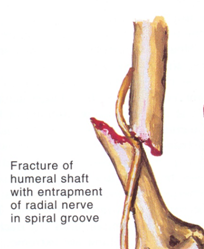 Fracture of
humeral shaft
with entrapment
of radial nerve
in spiral groove